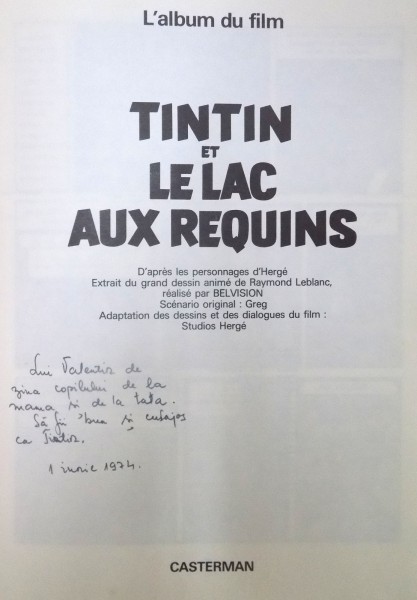 L'album du film
TINTIN
ET
LE LAC
AUX REQUINS
D'après les personnages d'Hergé
Extrait du grand dessin animé de Raymond Leblanc,
réalisé par BELVISION
Scénario original : Greg
Adaptation des dessins et des dialogues du film :
Studios Hergé
Lui Valentin de
ziua copilului de la
mama si de la tata.
Să fii bun și curajos
ca Tintin.
1 iunie 1974.
CASTERMAN